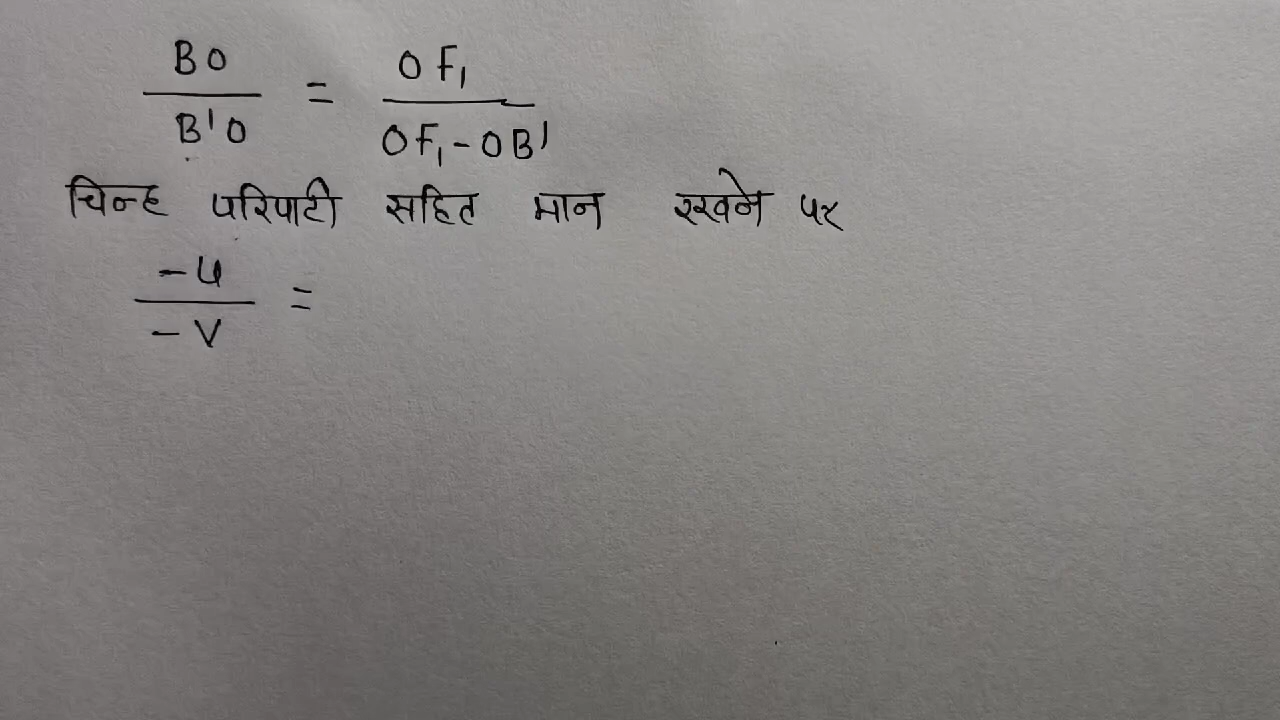 BO / B'O = OF₁ / OF₁ - OB'
चिन्ह परिपाटी सहित मान रखने पर
-u / -v =